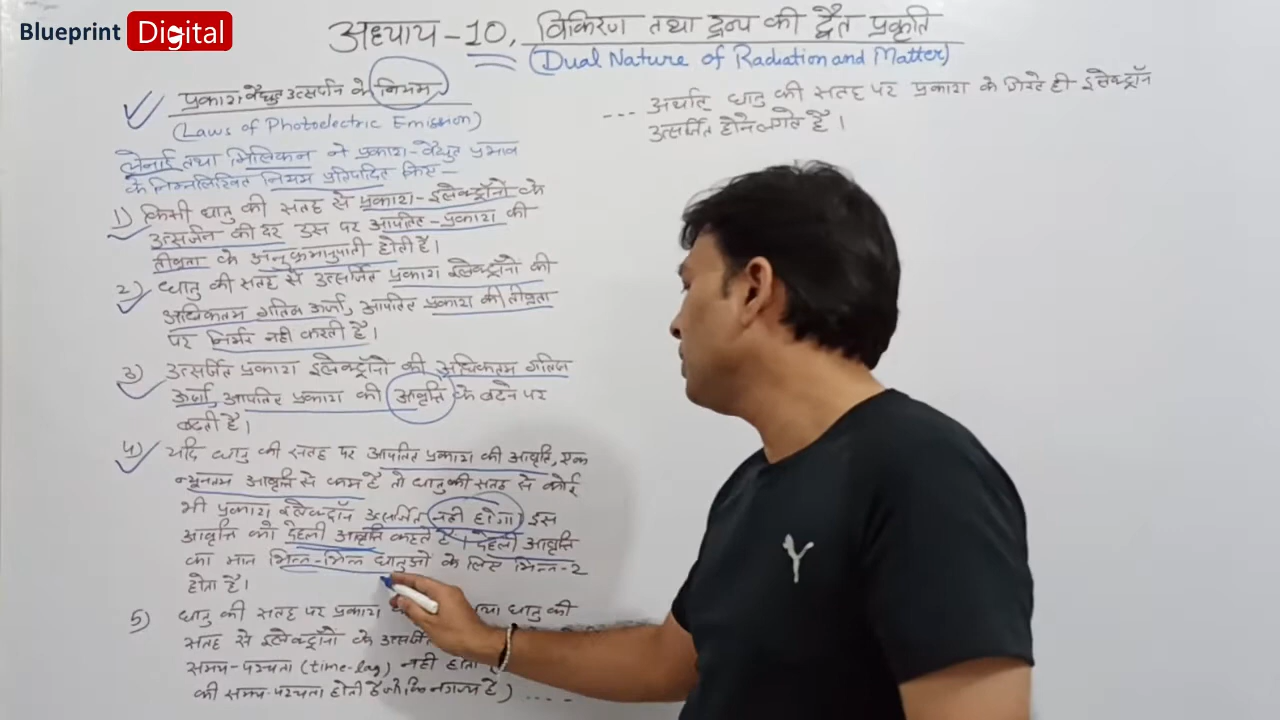 Blueprint Digital
अध्याय-10, विकिरण तथा द्रव्य की द्वैत प्रकृति
(Dual Nature of Radiation and Matter)
प्रकाश वैद्युत उत्सर्जन के नियम
(Laws of Photoelectric Emission)
लेनार्ड तथा मिलिकन ने प्रकाश-वैद्युत प्रभाव
के निम्नलिखित नियम प्रतिपादित किए-
1) किसी धातु की सतह से प्रकाश-इलेक्ट्रॉनों के
उत्सर्जन की दर उस पर आपतित-प्रकाश की
तीव्रता के अनुक्रमानुपाती होती है।
2) धातु की सतह से उत्सर्जित प्रकाश इलेक्ट्रॉनो की
अधिकतम गतिज ऊर्जा, आपतित प्रकाश की तीव्रता
पर निर्भर नही करती है।
3) उत्सर्जित प्रकाश इलेक्ट्रॉनो की अधिकतम गतिज
ऊर्जा, आपतित प्रकाश की आवृत्ति के बढने पर
बढती है।
4) यदि धातु की सतह पर आपतित प्रकाश की आवृत्ति, एक
न्यूनतम आवृत्ति से कम है तो धातु की सतह से कोई
भी प्रकाश इलेक्ट्रॉन उत्सर्जित नही होगा। इस
आवृत्ति को देहली आवृत्ति कहते है। देहली आवृत्ति
का मान भिन्न-भिन्न धातुओ के लिए भिन्न-2
होता है।
5) धातु की सतह पर प्रकाश तथा धातु की
सतह से इलेक्ट्रॉनो के
समय-पश्चता (time-lag) नही
की समय-पश्चता होती है जो कि नगण्य है) ....
... अर्थात धातु की सतह पर प्रकाश के गिरते ही इलेक्ट्रॉन
उत्सर्जित होने लगते है।